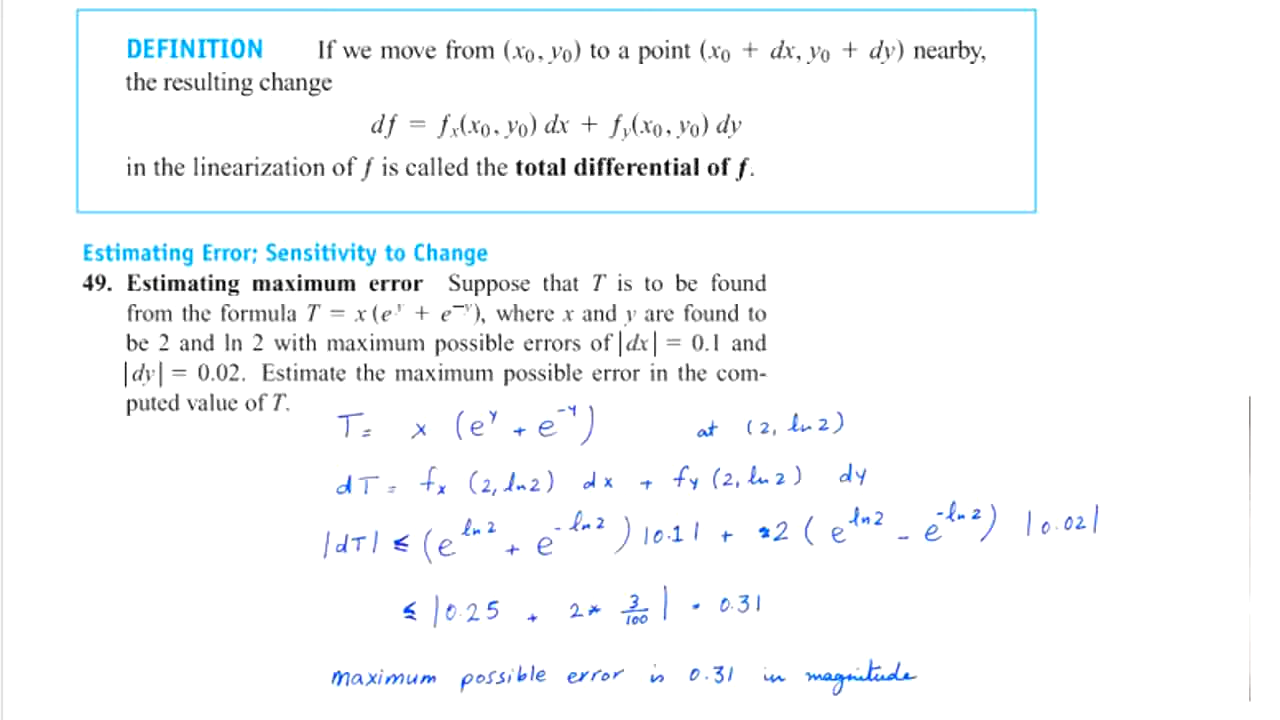 DEFINITION If we move from (x₀, y₀) to a point (x₀ + dx, y₀ + dy) nearby,
the resulting change
df = fₓ(x₀, y₀) dx + f_y(x₀, y₀) dy
in the linearization of f is called the total differential of f.
Estimating Error; Sensitivity to Change
49. Estimating maximum error Suppose that T is to be found
from the formula T = x(e^y + e^−y), where x and y are found to
be 2 and ln 2 with maximum possible errors of |dx| = 0.1 and
|dy| = 0.02. Estimate the maximum possible error in the com-
puted value of T.
T = x (e^y + e^-y) at (2, ln 2)
dT = fₓ (2, ln 2) dx + f_y (2, ln 2) dy
|dT| ≤ (e^ln 2 + e^-ln 2) |0.1| + 2 (e^ln 2 - e^-ln 2) |0.02|
≤ |0.25 + 2* 3/100| = 0.31
maximum possible error is 0.31 in magnitude